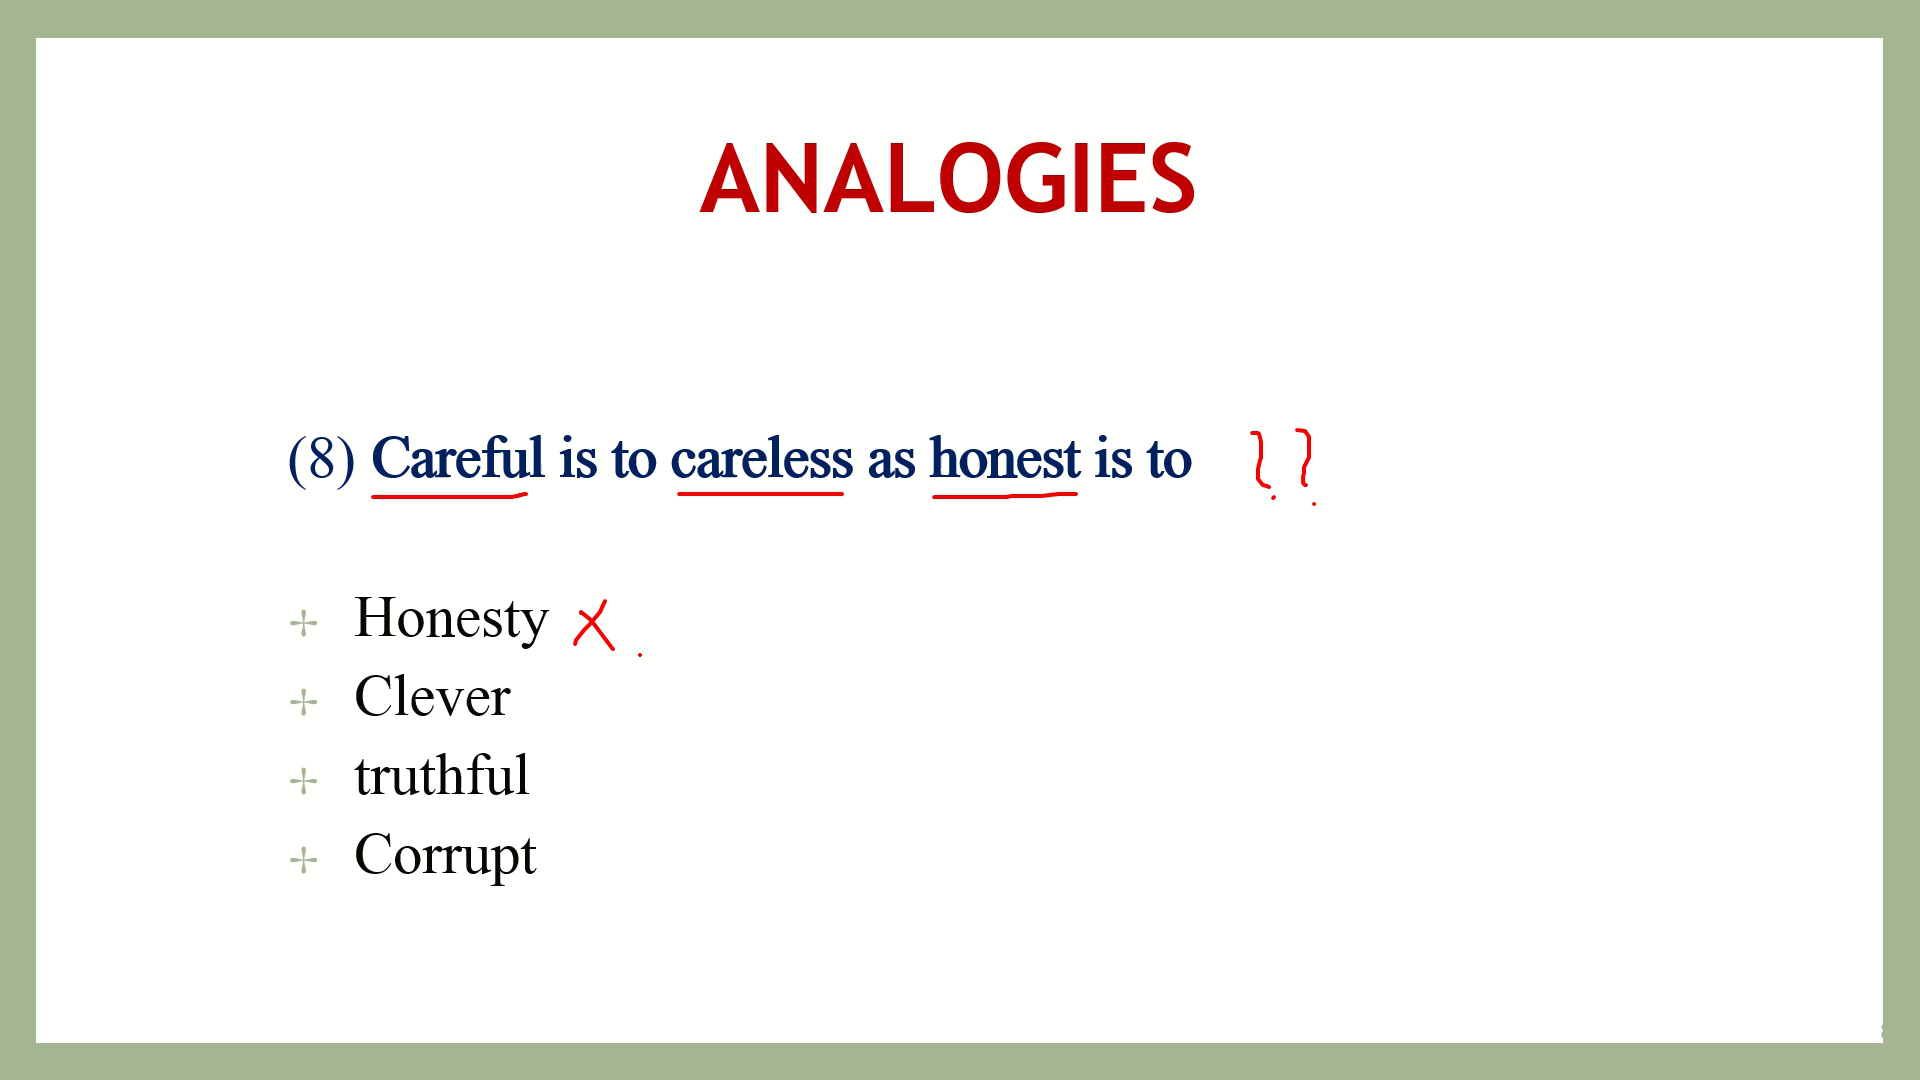 ANALOGIES
(8) Careful is to careless as honest is to ??
Honesty ×
Clever
truthful
Corrupt